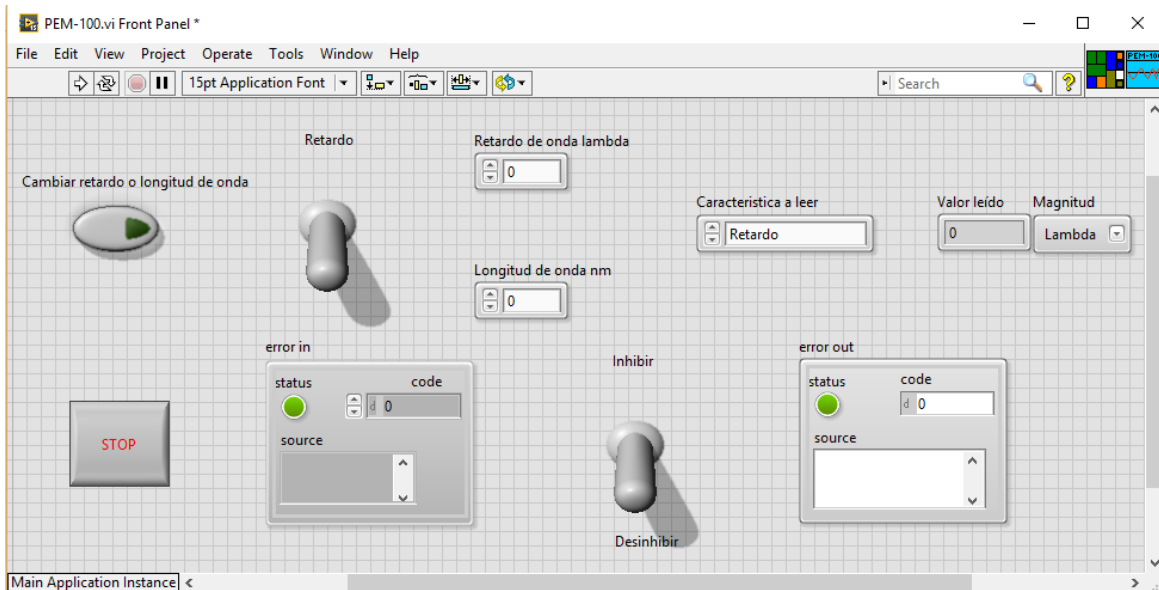 PEM-100.vi Front Panel *
File Edit View Project Operate Tools Window Help
15pt Application Font
Search
PEM-10
Retardo
Retardo de onda lambda
0
Cambiar retardo o longitud de onda
Caracteristica a leer
Retardo
Valor leído
0
Magnitud
Lambda
Longitud de onda nm
0
error in
status
code
d 0
source
STOP
Inhibir
Desinhibir
error out
status
code
d 0
source
Main Application Instance